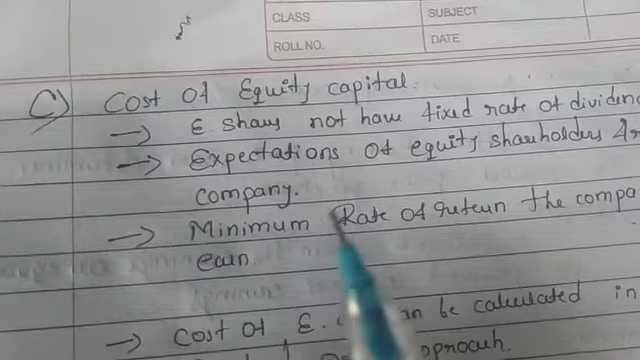 CLASS
SUBJECT
ROLL NO.
DATE
C) Cost of Equity capital.
→ E. Shares not have fixed rate of dividend
→ Expectations of equity shareholders
company.
→ Minimum Rate of return the compa
earn.
→ Cost of E. can be calculated in